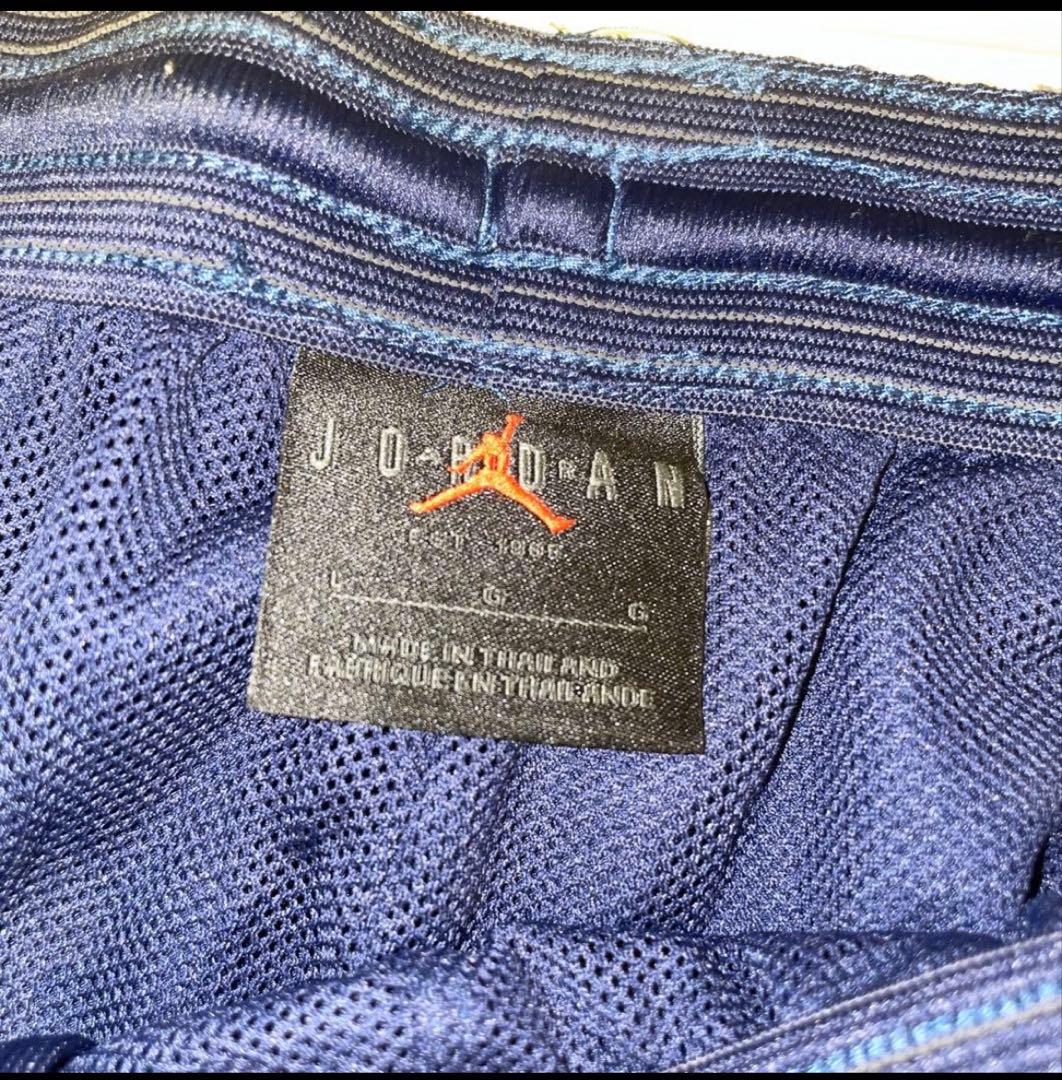 JORDAN
EST 1985
L G G
MADE IN THAILAND
FABRIQUE EN THAILANDE